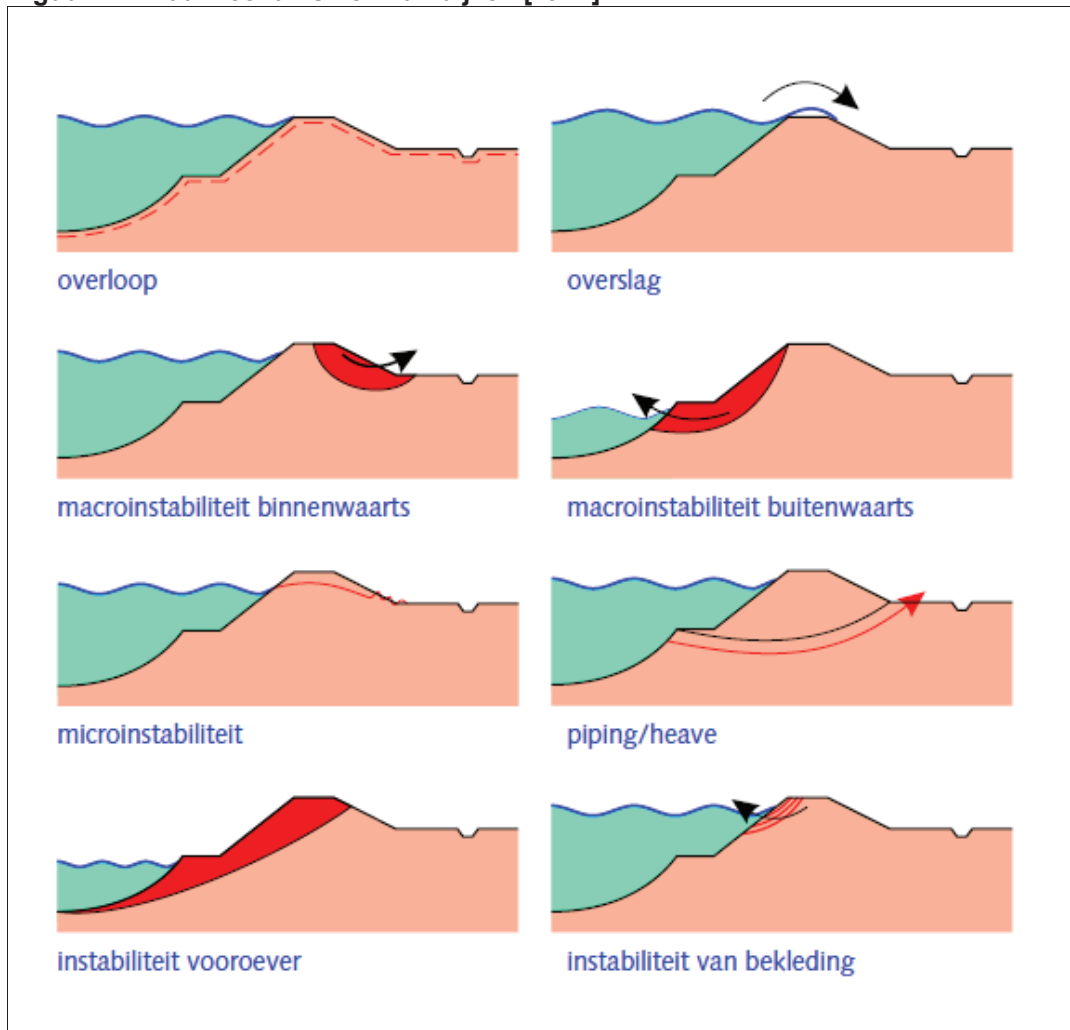 overloop
overslag
macroinstabiliteit binnenwaarts
macroinstabiliteit buitenwaarts
microinstabiliteit
piping/heave
instabiliteit vooroever
instabiliteit van bekleding